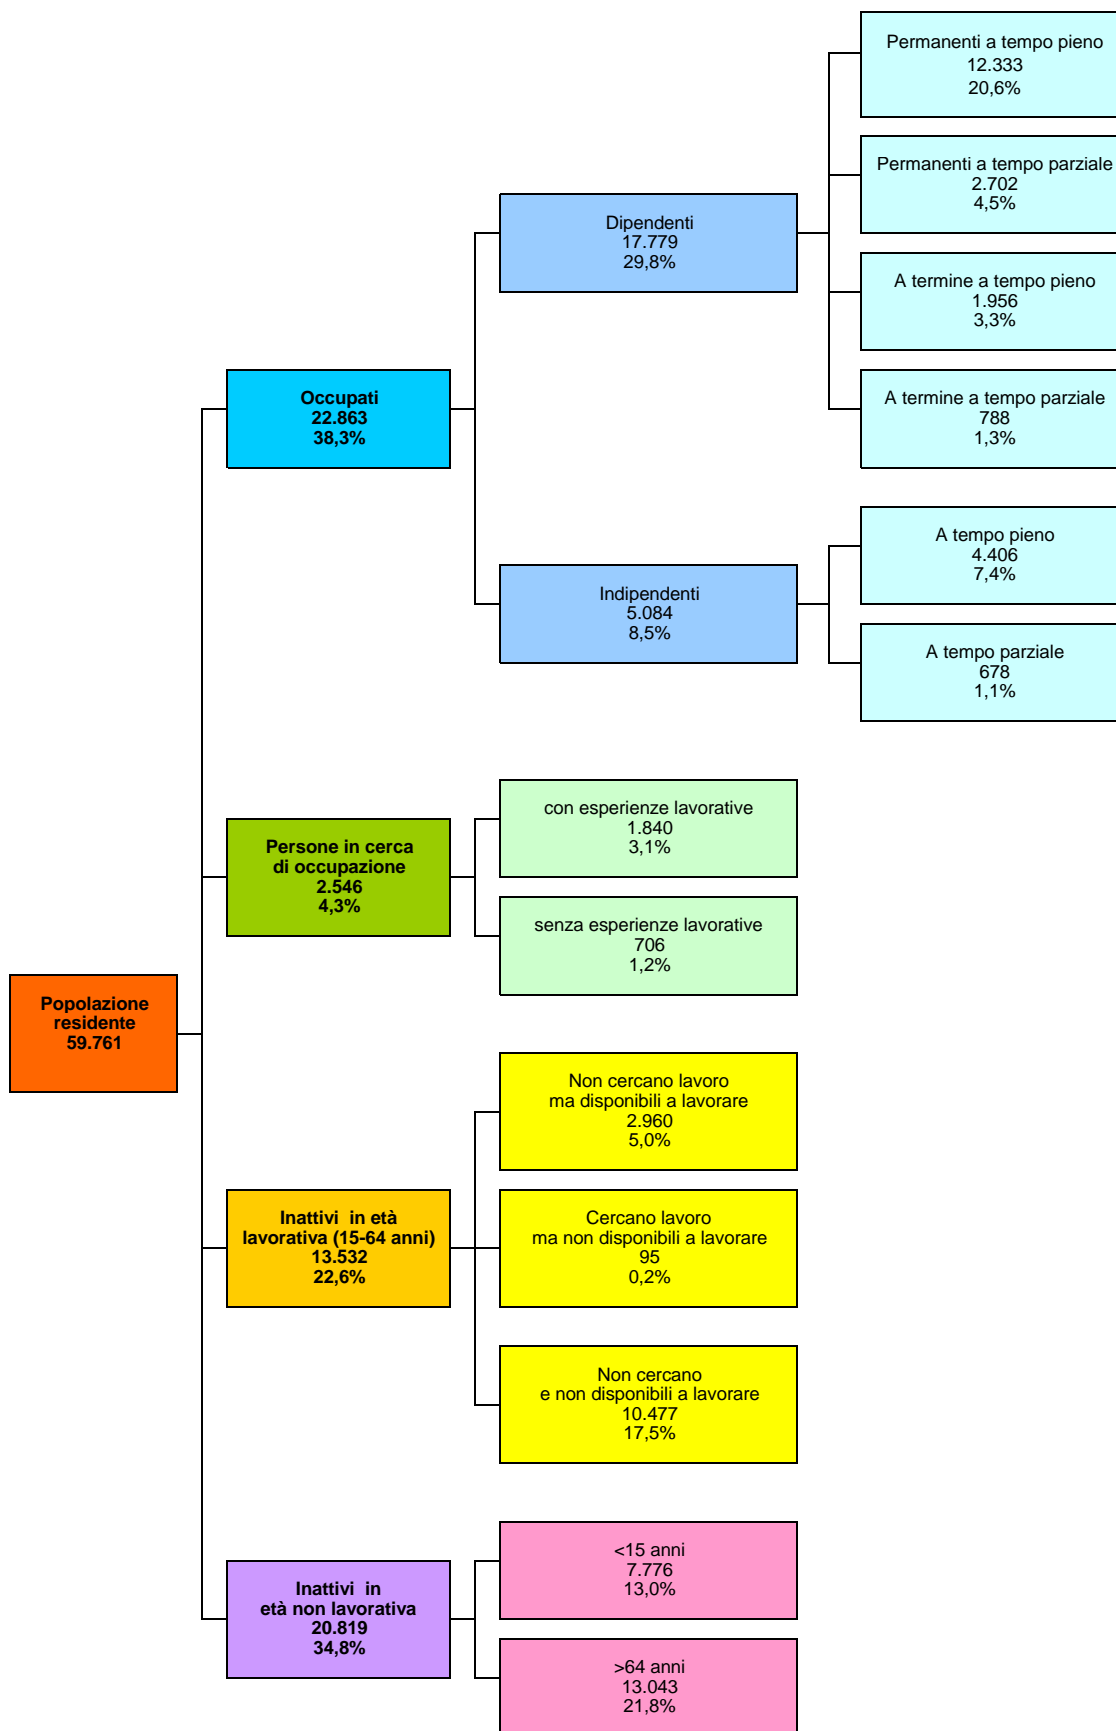 Permanenti a tempo pieno
12.333
20,6%
Permanenti a tempo parziale
2.702
4,5%
Dipendenti
17.779
29,8%
A termine a tempo pieno
1.956
3,3%
Occupati
22.863
38,3%
A termine a tempo parziale
788
1,3%
A tempo pieno
4.406
7,4%
Indipendenti
5.084
8,5%
A tempo parziale
678
1,1%
con esperienze lavorative
1.840
3,1%
Persone in cerca
di occupazione
2.546
4,3%
senza esperienze lavorative
706
1,2%
Popolazione
residente
59.761
Non cercano lavoro
ma disponibili a lavorare
2.960
5,0%
Inattivi  in età
lavorativa (15-64 anni)
13.532
22,6%
Cercano lavoro
ma non disponibili a lavorare
95
0,2%
Non cercano
e non disponibili a lavorare
10.477
17,5%
<15 anni
7.776
13,0%
Inattivi  in
età non lavorativa
20.819
34,8%
>64 anni
13.043
21,8%